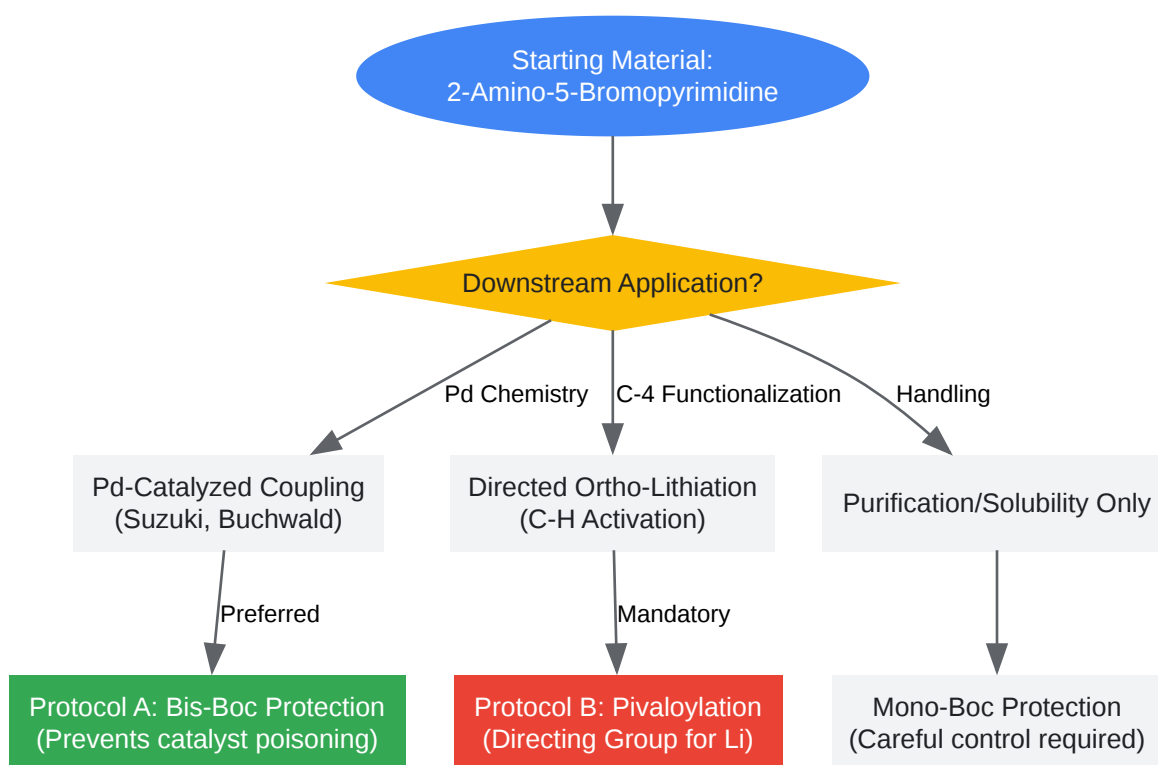 Starting Material:
2-Amino-5-Bromopyrimidine
Downstream Application?
Pd Chemistry
C-4 Functionalization
Handling
Pd-Catalyzed Coupling
(Suzuki, Buchwald)
Directed Ortho-Lithiation
(C-H Activation)
Purification/Solubility Only
Preferred
Mandatory
Protocol A: Bis-Boc Protection
(Prevents catalyst poisoning)
Protocol B: Pivaloylation
(Directing Group for Li)
Mono-Boc Protection
(Careful control required)